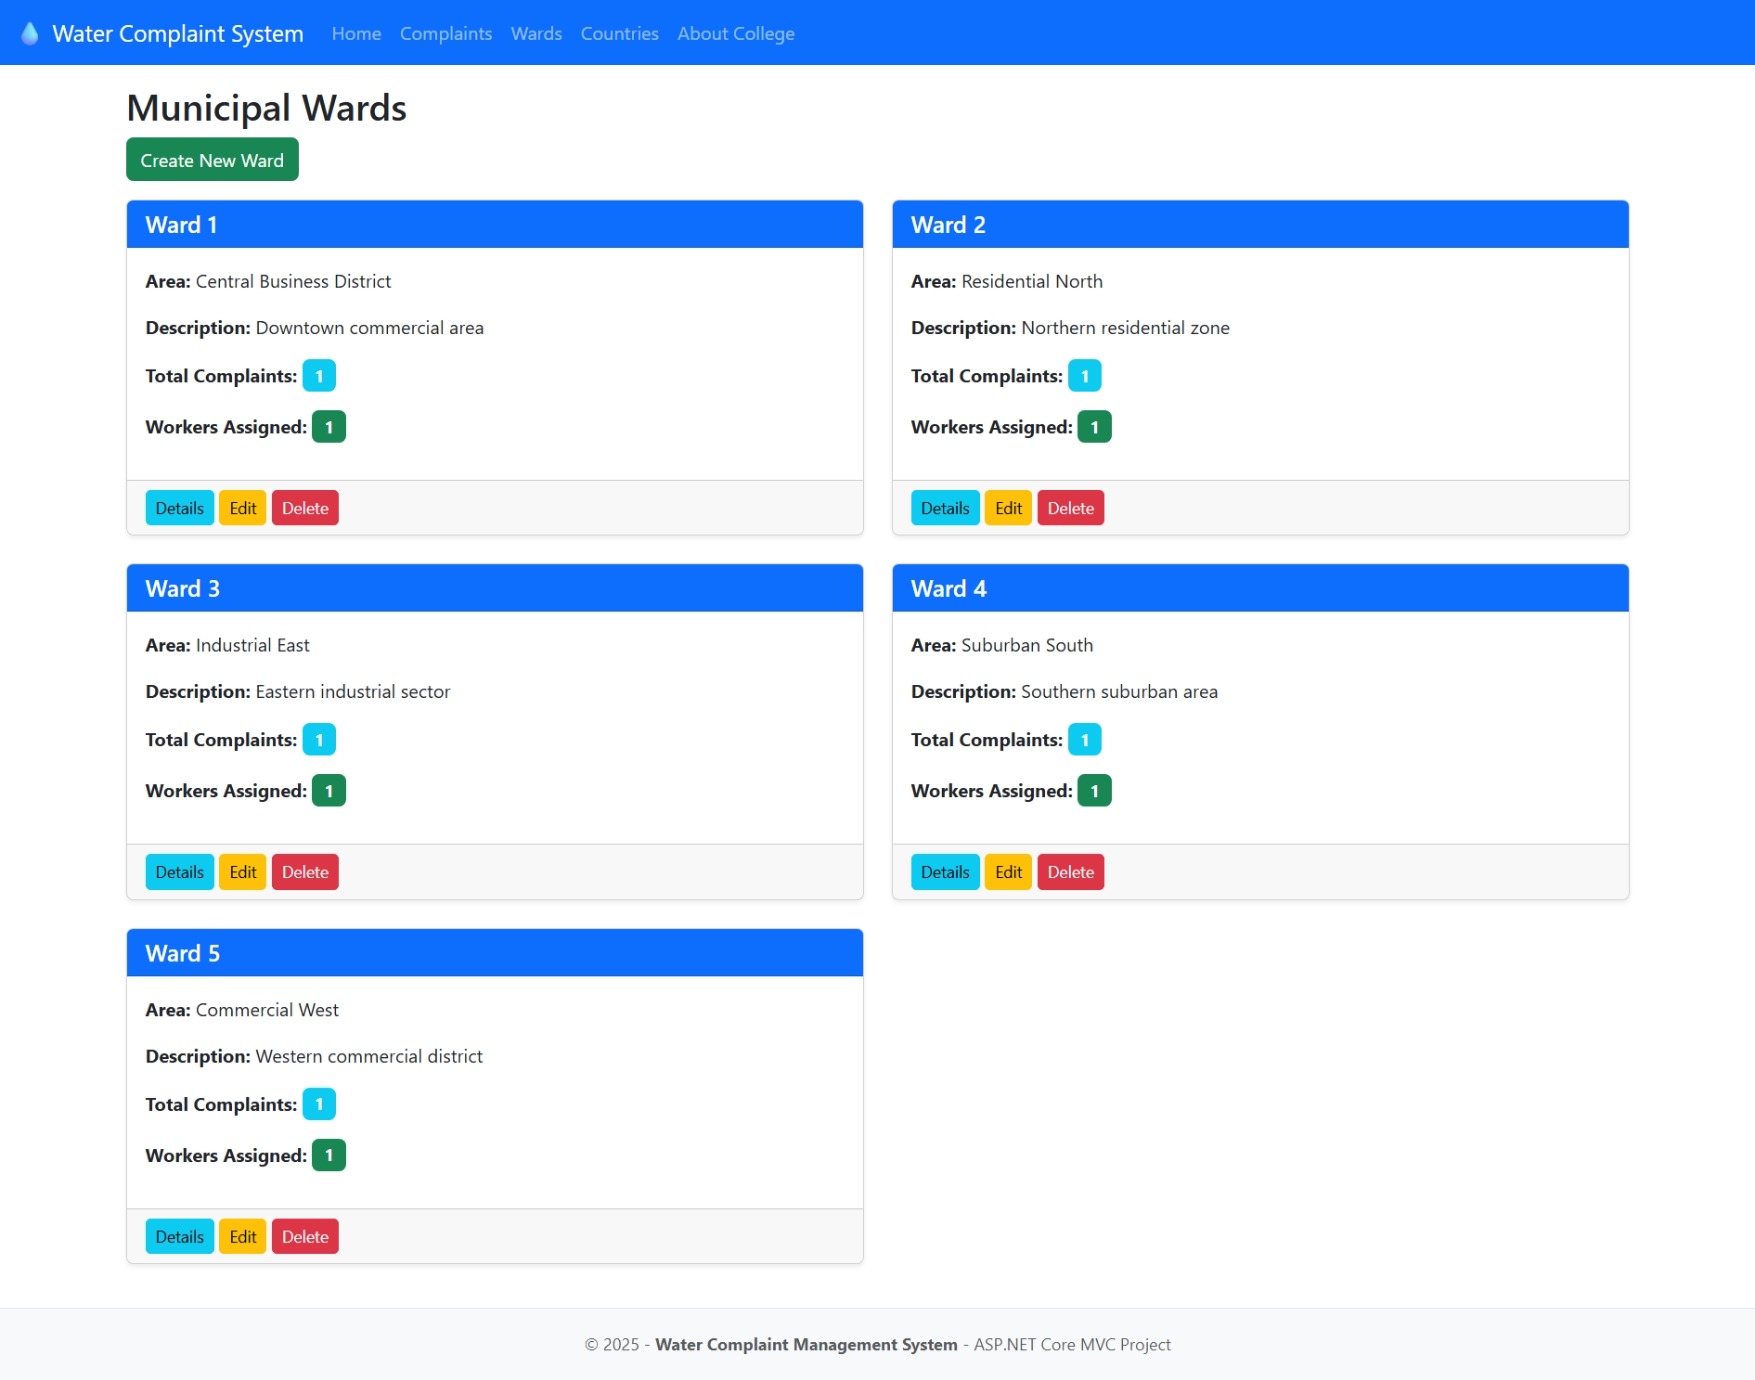 Water Complaint System Home Complaints Wards Countries About College
Municipal Wards
Create New Ward
Ward 1
Area: Central Business District
Description: Downtown commercial area
Total Complaints: 1
Workers Assigned: 1
Details Edit Delete
Ward 2
Area: Residential North
Description: Northern residential zone
Total Complaints: 1
Workers Assigned: 1
Details Edit Delete
Ward 3
Area: Industrial East
Description: Eastern industrial sector
Total Complaints: 1
Workers Assigned: 1
Details Edit Delete
Ward 4
Area: Suburban South
Description: Southern suburban area
Total Complaints: 1
Workers Assigned: 1
Details Edit Delete
Ward 5
Area: Commercial West
Description: Western commercial district
Total Complaints: 1
Workers Assigned: 1
Details Edit Delete
© 2025 - Water Complaint Management System - ASP.NET Core MVC Project